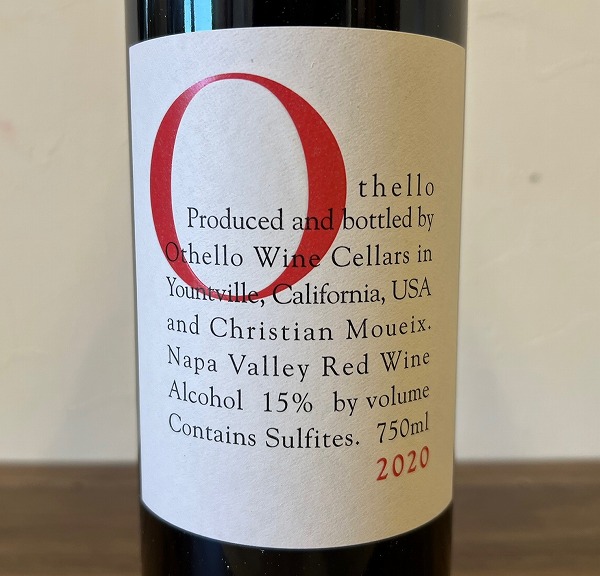 Othello
Produced and bottled by
Othello Wine Cellars in
Yountville, California, USA
and Christian Moueix.
Napa Valley Red Wine
Alcohol 15% by volume
Contains Sulfites. 750ml
2020